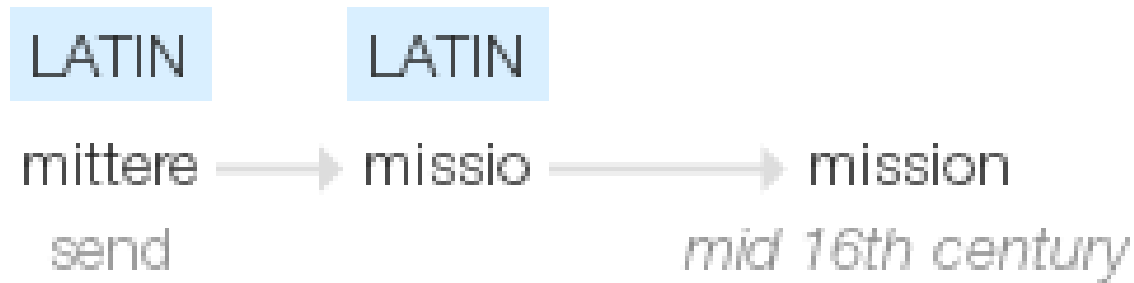 LATIN LATIN
mittere missio mission
send mid 16th century